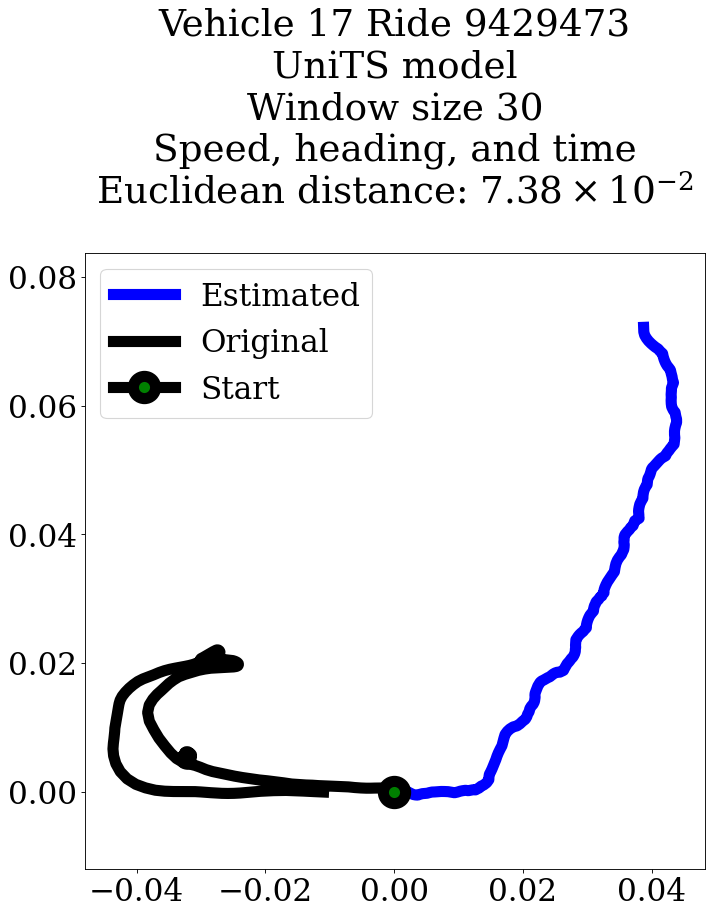 Vehicle 17 Ride 9429473
UniTS model
Window size 30
Speed, heading, and time
Euclidean distance: 7.38 × 10⁻²
Estimated
Original
Start
0.08
0.06
0.04
0.02
0.00
−0.04 −0.02 0.00 0.02 0.04